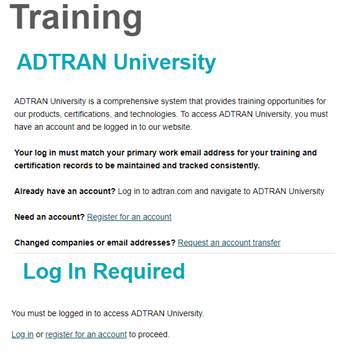 Training
ADTRAN University
ADTRAN University is a comprehensive system that provides training opportunities for
our products, certifications, and technologies. To access ADTRAN University, you must
have an account and be logged in to our website.
Your log in must match your primary work email address for your training and
certification records to be maintained and tracked consistently.
Already have an account? Log in to adtran.com and navigate to ADTRAN University
Need an account? Register for an account
Changed companies or email addresses? Request an account transfer
Log In Required
You must be logged in to access ADTRAN University.
Log in or register for an account to proceed.